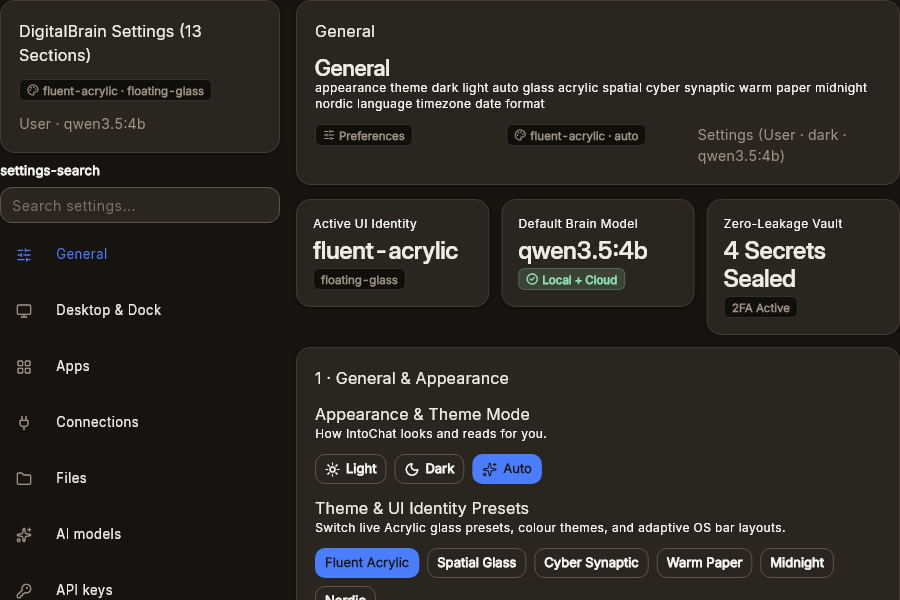 DigitalBrain Settings (13
Sections)
fluent-acrylic · floating-glass
User · qwen3.5:4b
settings-search
Search settings...
General
Desktop & Dock
Apps
Connections
Files
AI models
API keys
General
General
appearance theme dark light auto glass acrylic spatial cyber synaptic warm paper midnight
nordic language timezone date format
Preferences
fluent-acrylic · auto
Settings (User · dark ·
qwen3.5:4b)
Active UI Identity
fluent-acrylic
floating-glass
Default Brain Model
qwen3.5:4b
Local + Cloud
Zero-Leakage Vault
4 Secrets
Sealed
2FA Active
1 · General & Appearance
Appearance & Theme Mode
How IntoChat looks and reads for you.
Light
Dark
Auto
Theme & UI Identity Presets
Switch live Acrylic glass presets, colour themes, and adaptive OS bar layouts.
Fluent Acrylic
Spatial Glass
Cyber Synaptic
Warm Paper
Midnight
Nordic